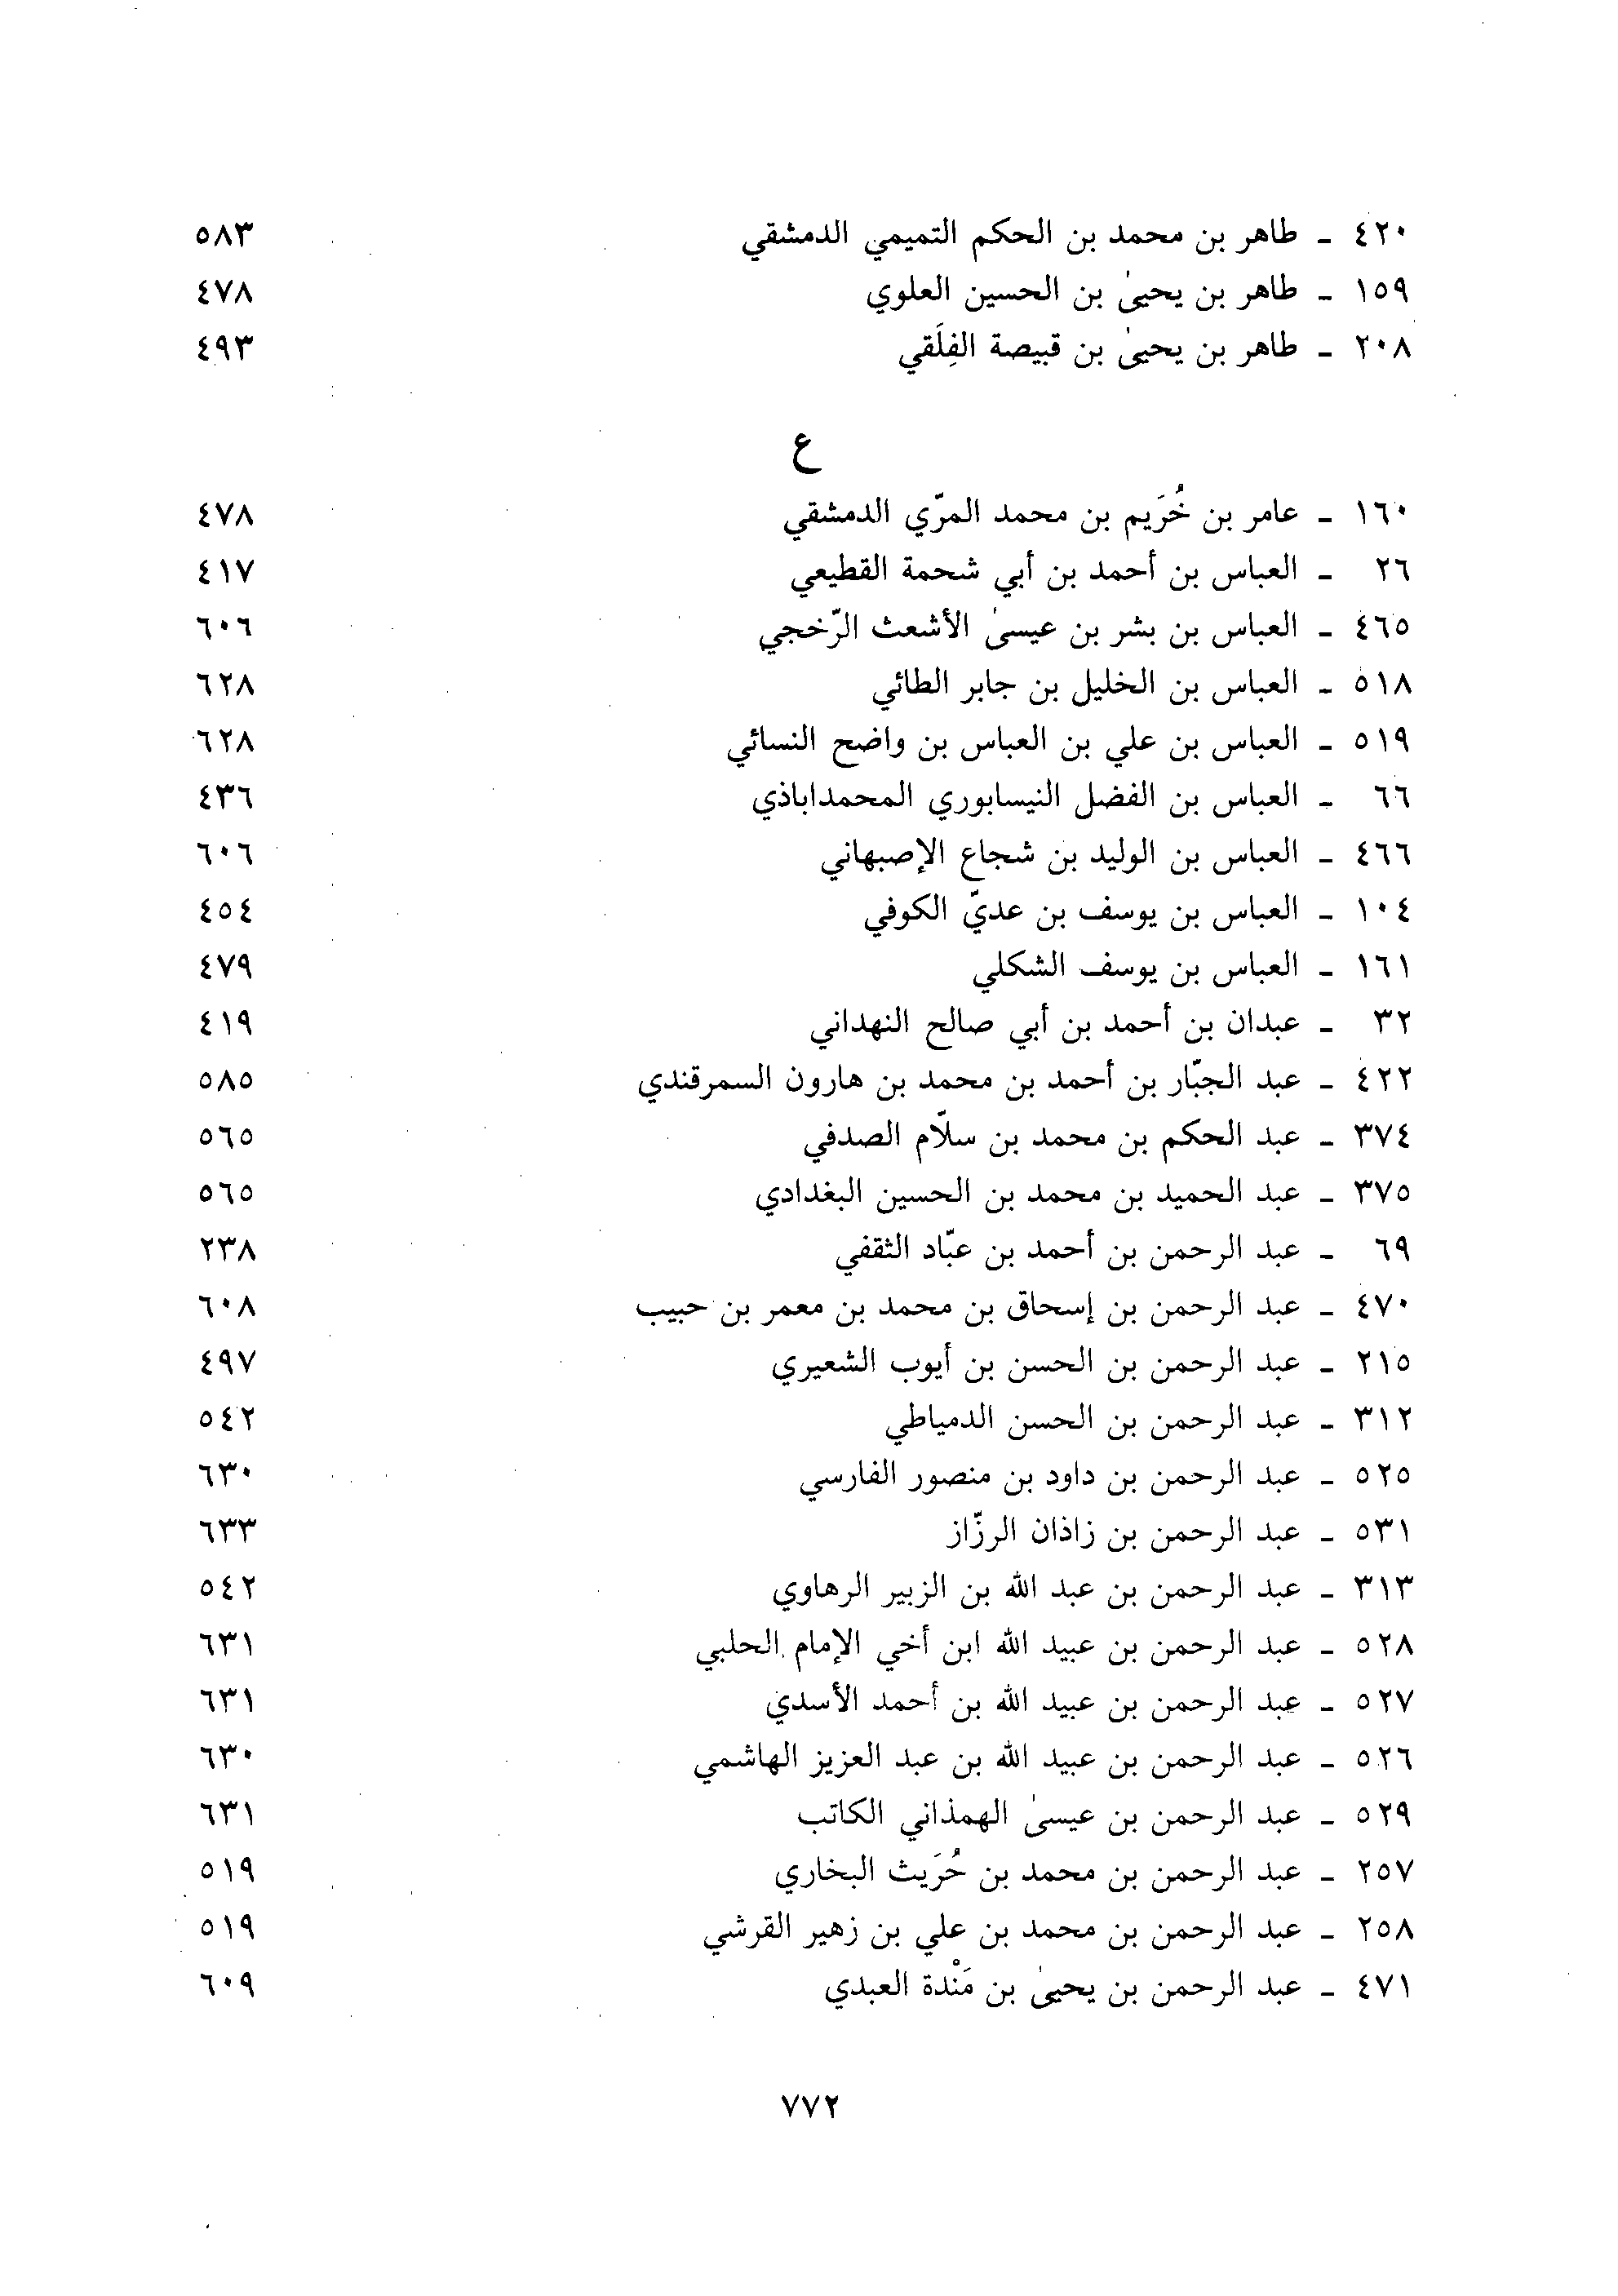 ٤٢٠ - طاهر بن محمد بن الحكم التميمي الدمشقي ٥٨٣
١٥٩ - طاهر بن يحيىٰ بن الحسين العلوي ٤٧٨
٢٠٨ - طاهر بن يحيىٰ بن قبيصة الفِلَقي ٤٩٣
ع
١٦٠ - عامر بن خُرَيم بن محمد المرّي الدمشقي ٤٧٨
٢٦ - العباس بن أحمد بن أبي شحمة القطيعي ٤١٧
٤٦٥ - العباس بن بشر بن عيسىٰ الأشعث الرّخجي ٦٠٦
٥١٨ - العباس بن الخليل بن جابر الطائي ٦٢٨
٥١٩ - العباس بن علي بن العباس بن واضح النسائي ٦٢٨
٦٦ - العباس بن الفضل النيسابوري المحمداباذي ٤٣٦
٤٦٦ - العباس بن الوليد بن شجاع الإصبهاني ٦٠٦
١٠٤ - العباس بن يوسف بن عديّ الكوفي ٤٥٤
١٦١ - العباس بن يوسف الشكلي ٤٧٩
٣٢ - عبدان بن أحمد بن أبي صالح النهداني ٤١٩
٤٢٢ - عبد الجبّار بن أحمد بن محمد بن هارون السمرقندي ٥٨٥
٣٧٤ - عبد الحكم بن محمد بن سلّام الصدفي ٥٦٥
٣٧٥ - عبد الحميد بن محمد بن الحسين البغدادي ٥٦٥
٦٩ - عبد الرحمن بن أحمد بن عبّاد الثقفي ٢٣٨
٤٧٠ - عبد الرحمن بن إسحاق بن محمد بن معمر بن حبيب ٦٠٨
٢١٥ - عبد الرحمن بن الحسن بن أيوب الشعيري ٤٩٧
٣١٢ - عبد الرحمن بن الحسن الدمياطي ٥٤٢
٥٢٥ - عبد الرحمن بن داود بن منصور الفارسي ٦٣٠
٥٣١ - عبد الرحمن بن زاذان الرزّاز ٦٣٣
٣١٣ - عبد الرحمن بن عبد الله بن الزبير الرهاوي ٥٤٢
٥٢٨ - عبد الرحمن بن عبيد الله ابن أخي الإمام الحلبي ٦٣١
٥٢٧ - عبد الرحمن بن عبيد الله بن أحمد الأسدي ٦٣١
٥٢٦ - عبد الرحمن بن عبيد الله بن عبد العزيز الهاشمي ٦٣٠
٥٢٩ - عبد الرحمن بن عيسىٰ الهمذاني الكاتب ٦٣١
٢٥٧ - عبد الرحمن بن محمد بن حُرَيث البخاري ٥١٩
٢٥٨ - عبد الرحمن بن محمد بن علي بن زهير القرشي ٥١٩
٤٧١ - عبد الرحمن بن يحيىٰ بن مَنْدة العبدي ٦٠٩
٧٧٢